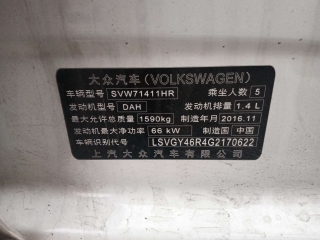 大众汽车(VOLKSWAGEN)
车辆型号 SVW71411HR 乘坐人数 5
发动机型号 DAH 发动机排量 1.4 L
最大允许总质量 1590kg 制造年月 2016.11
发动机最大净功率 66 kW 制造国 中国
车辆识别代号 LSVGY46R4G2170622
上汽大众汽车有限公司